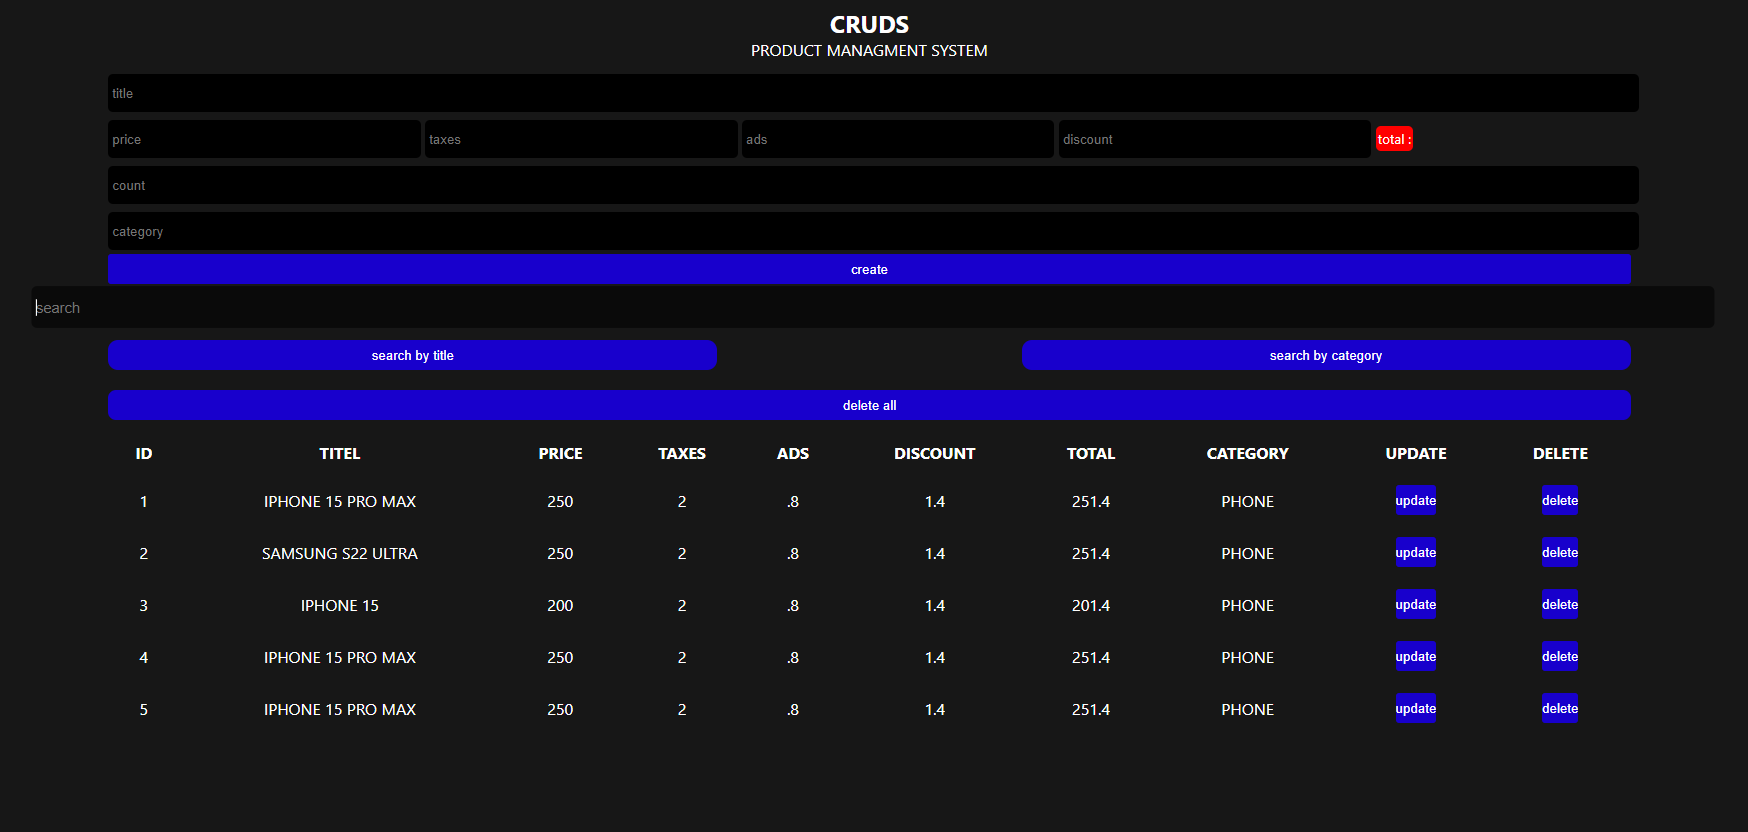 CRUDS
PRODUCT MANAGMENT SYSTEM
title
price taxes ads discount total :
count
category
create
search
search by title search by category
delete all
ID TITEL PRICE TAXES ADS DISCOUNT TOTAL CATEGORY UPDATE DELETE
1 IPHONE 15 PRO MAX 250 2 .8 1.4 251.4 PHONE update delete
2 SAMSUNG S22 ULTRA 250 2 .8 1.4 251.4 PHONE update delete
3 IPHONE 15 200 2 .8 1.4 201.4 PHONE update delete
4 IPHONE 15 PRO MAX 250 2 .8 1.4 251.4 PHONE update delete
5 IPHONE 15 PRO MAX 250 2 .8 1.4 251.4 PHONE update delete